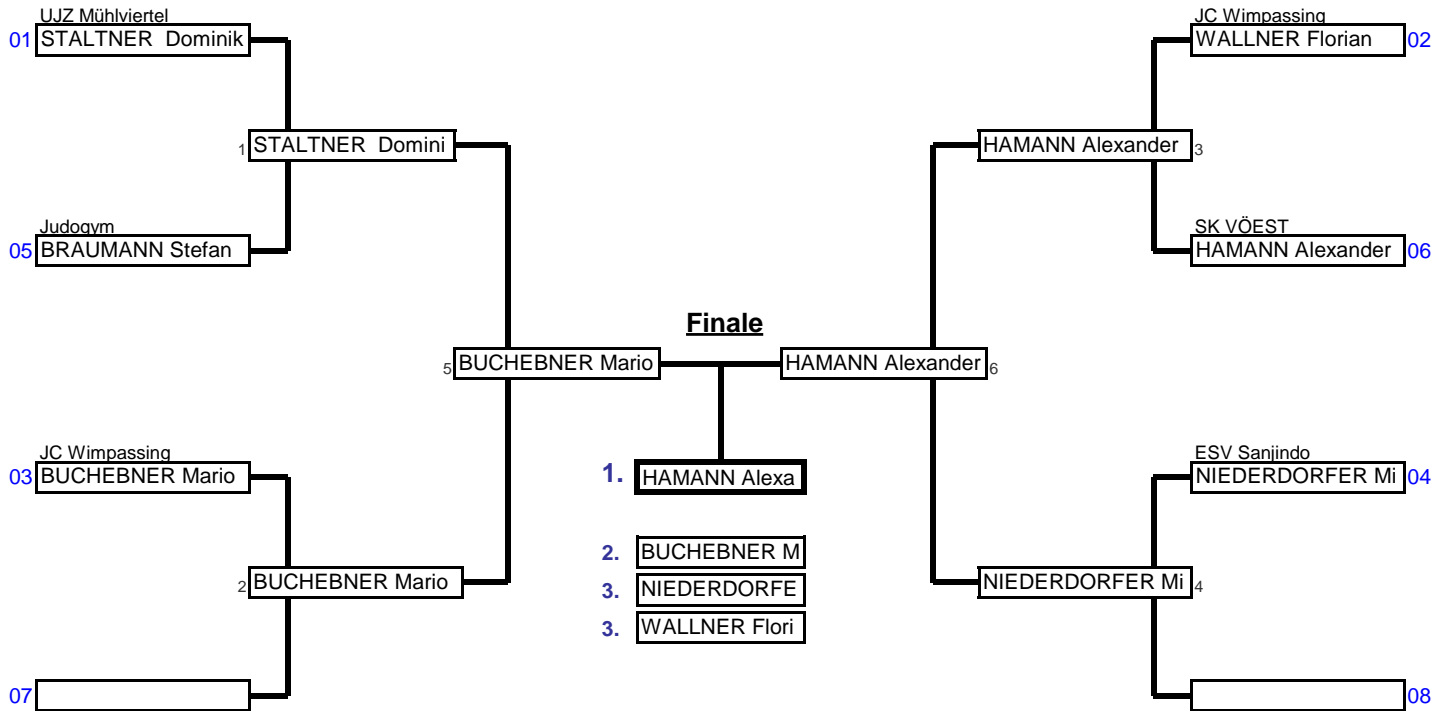 UJZ Mühlviertel
JC Wimpassing
01 STALTNER  Dominik
WALLNER Florian 02
1 STALTNER  Domini
HAMANN Alexander 3
Judogym
SK VÖEST
05 BRAUMANN Stefan
HAMANN Alexander 06
Finale
5 BUCHEBNER Mario
HAMANN Alexander 6
JC Wimpassing
ESV Sanjindo
03 BUCHEBNER Mario
1. HAMANN Alexa
NIEDERDORFER Mi 04
2. BUCHEBNER M
2 BUCHEBNER Mario
3. NIEDERDORFE
NIEDERDORFER Mi 4
3. WALLNER Flori
07
08